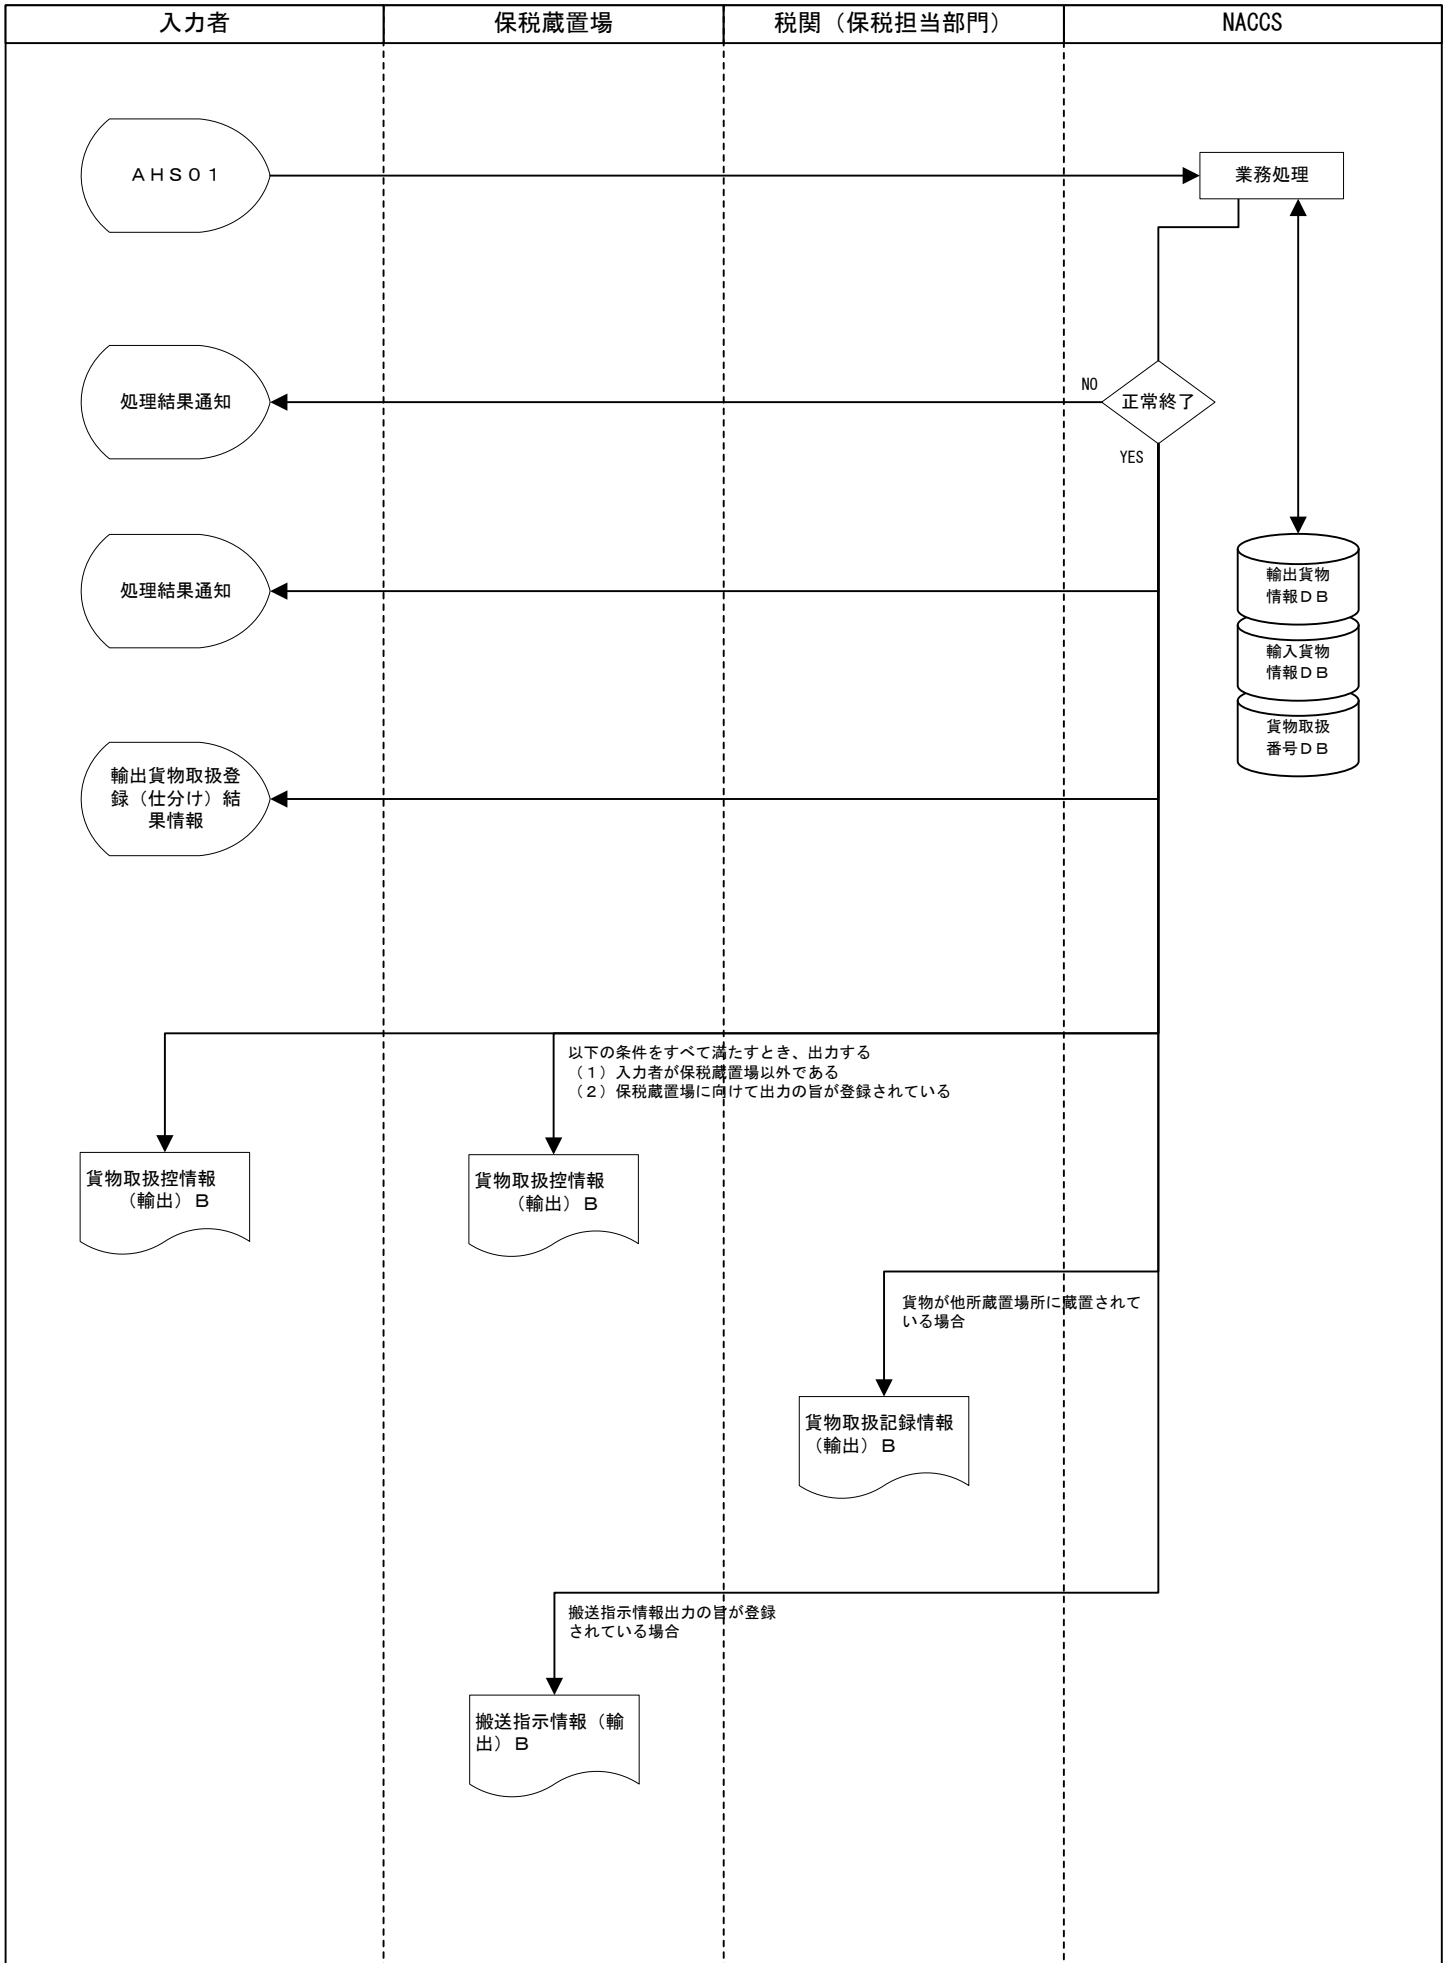 入力者
保税蔵置場
税関（保税担当部門）
NACCS
ＡＨＳ０１
業務処理
処理結果通知
NO
正常終了
YES
処理結果通知
輸出貨物
情報ＤＢ
輸入貨物
情報ＤＢ
貨物取扱
番号ＤＢ
輸出貨物取扱登
録（仕分け）結
果情報
以下の条件をすべて満たすとき、出力する
（１）入力者が保税蔵置場以外である
（２）保税蔵置場に向けて出力の旨が登録されている
貨物取扱控情報
（輸出）Ｂ
貨物取扱控情報
（輸出）Ｂ
貨物が他所蔵置場所に蔵置されて
いる場合
貨物取扱記録情報
（輸出）Ｂ
搬送指示情報出力の旨が登録
されている場合
搬送指示情報（輸
出）Ｂ